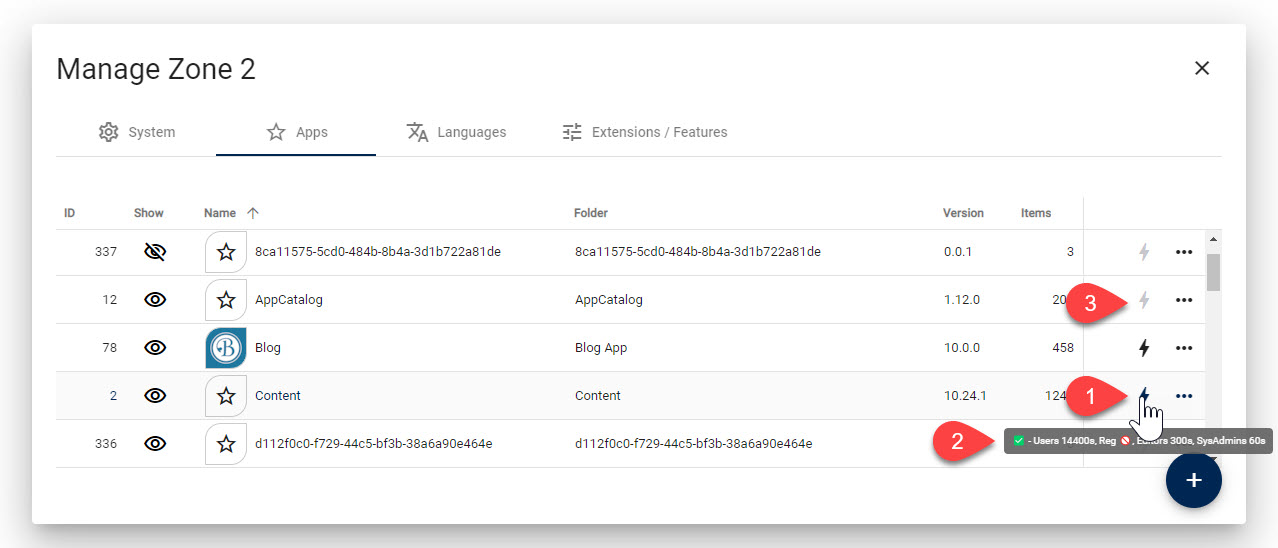 Manage Zone 2
System Apps Languages Extensions / Features
ID Show Name Folder Version Items
337 8ca11575-5cd0-484b-8b4a-3d1b722a81de 8ca11575-5cd0-484b-8b4a-3d1b722a81de 0.0.1 3
12 AppCatalog AppCatalog 1.12.0 3
78 B Blog Blog App 10.0.0 458
2 Content Content 10.24.1 1
336 d112f0c0-f729-44c5-bf3b-38a6a90e464e d112f0c0-f729-44c5-bf3b-38a6a90e464e 2 - Users 14400s, Reg , Editors 300s, SysAdmins 60s